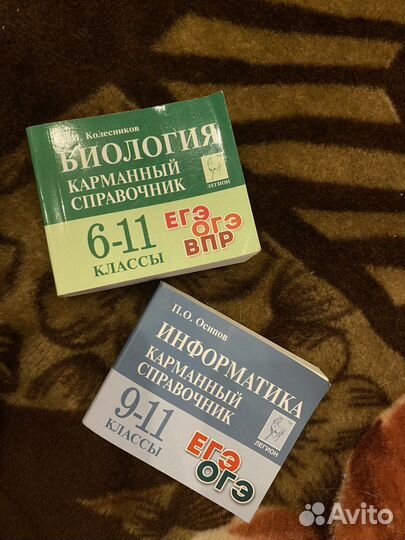 Колесников
БИОЛОГИЯ
КАРМАННЫЙ
СПРАВОЧНИК
ЛЕГИОН
6-11
КЛАССЫ
ЕГЭ
ОГЭ
ВПР
П.О. Осипов
ИНФОРМАТИКА
КАРМАННЫЙ
СПРАВОЧНИК
ЛЕГИОН
9-11
КЛАССЫ
ЕГЭ
ОГЭ
Avito